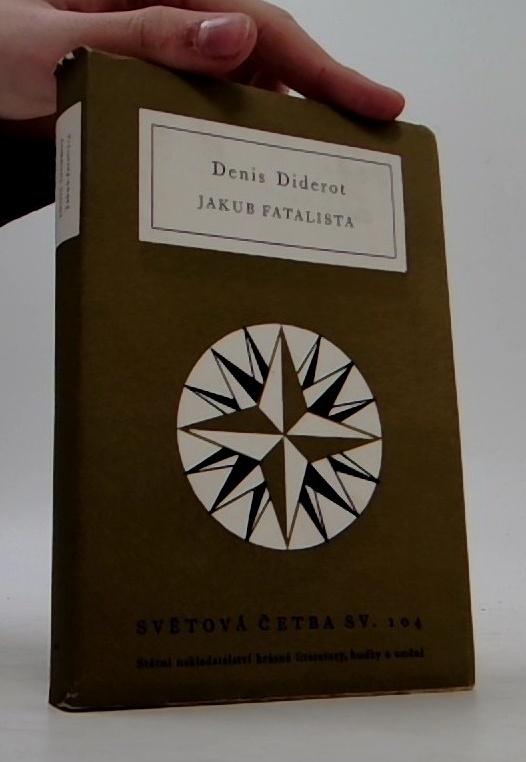 Denis Diderot
JAKUB FATALISTA
SVĚTOVÁ ČETBA SV. 104
Státní nakladatelství krásné literatury, hudby a umění